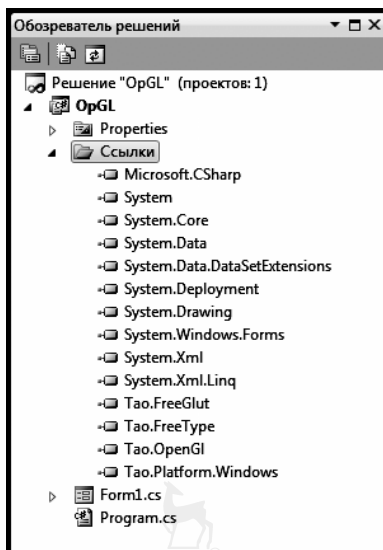 Обозреватель решений
Решение "OpGL" (проектов: 1)
OpGL
Properties
Ссылки
Microsoft.CSharp
System
System.Core
System.Data
System.Data.DataSetExtensions
System.Deployment
System.Drawing
System.Windows.Forms
System.Xml
System.Xml.Linq
Tao.FreeGlut
Tao.FreeType
Tao.OpenGl
Tao.Platform.Windows
Form1.cs
Program.cs